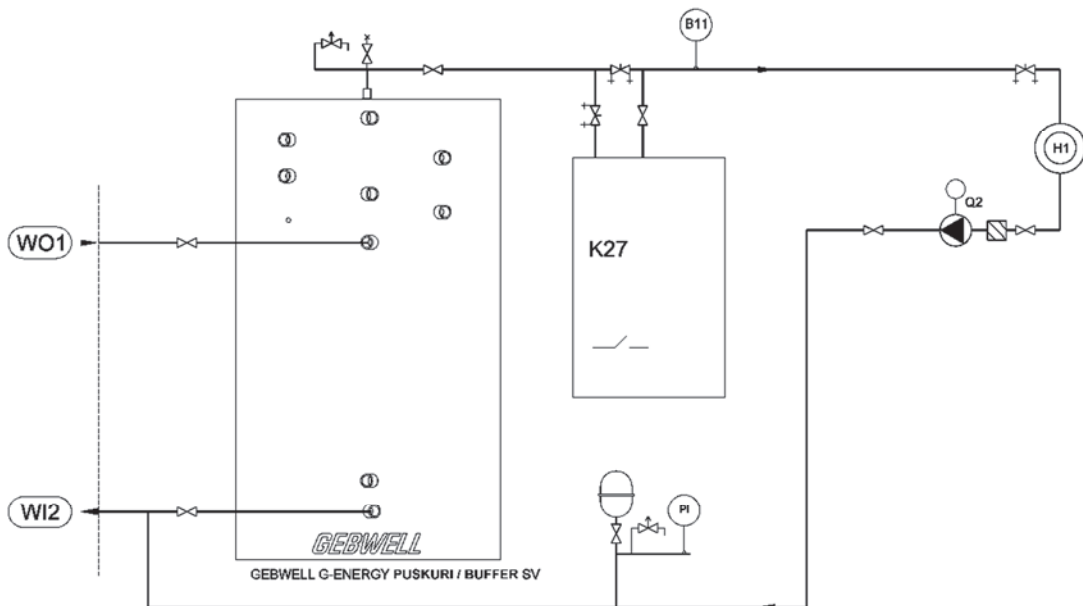 B11
H1
Q2
WO1
K27
WI2
PI
GEBWELL
GEBWELL G-ENERGY PUSKURI / BUFFER SV